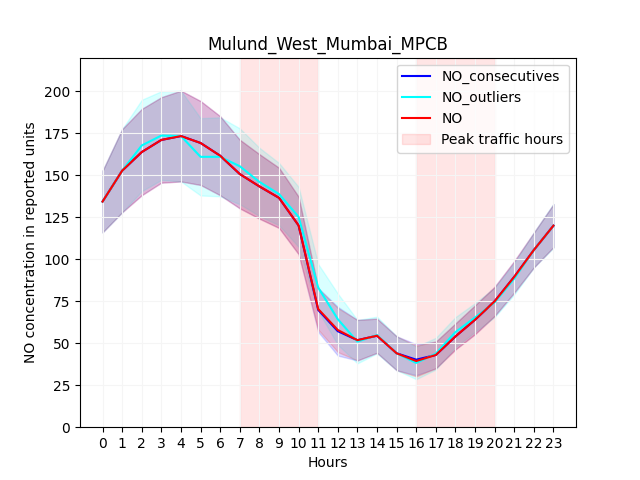 Mulund_West_Mumbai_MPCB
NO_consecutives
NO_outliers
NO
Peak traffic hours
NO concentration in reported units
200
175
150
125
100
75
50
25
0
0 1 2 3 4 5 6 7 8 9 10 11 12 13 14 15 16 17 18 19 20 21 22 23
Hours